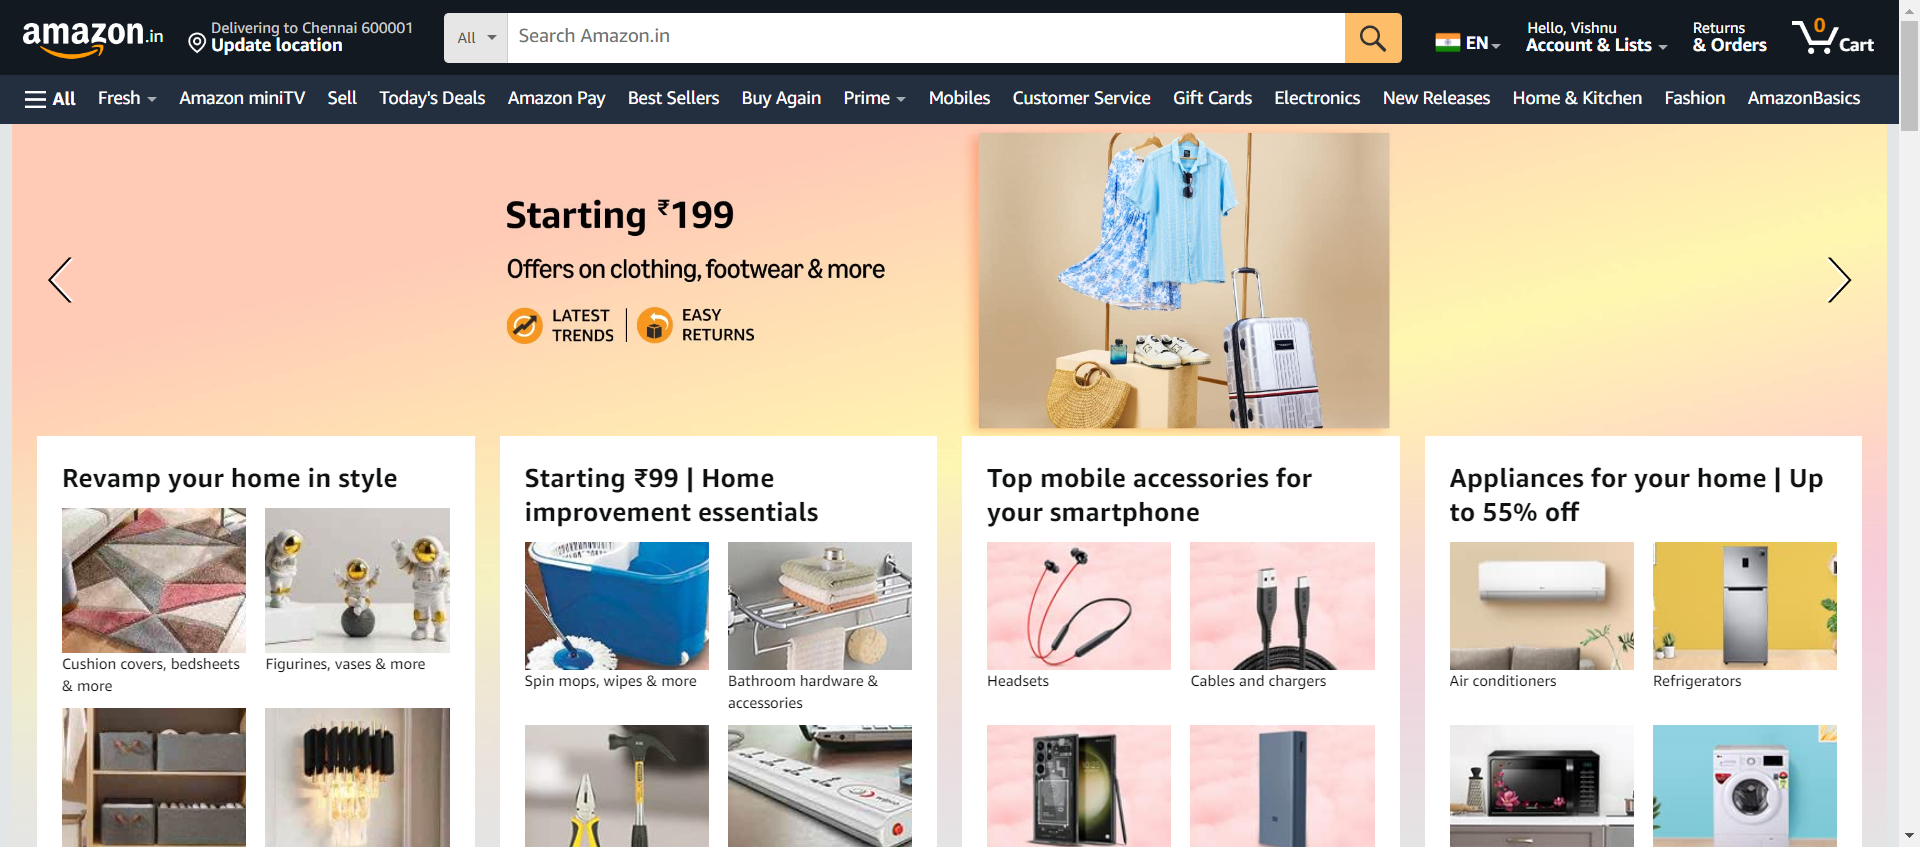 amazon.in
Delivering to Chennai 600001
Update location
All
Search Amazon.in
EN
Hello, Vishnu
Account & Lists
Returns
& Orders
0
Cart
All
Fresh
Amazon miniTV
Sell
Today's Deals
Amazon Pay
Best Sellers
Buy Again
Prime
Mobiles
Customer Service
Gift Cards
Electronics
New Releases
Home & Kitchen
Fashion
AmazonBasics
Starting ₹199
Offers on clothing, footwear & more
LATEST
TRENDS
EASY
RETURNS
Revamp your home in style
Cushion covers, bedsheets
& more
Figurines, vases & more
Starting ₹99 | Home
improvement essentials
Spin mops, wipes & more
Bathroom hardware &
accessories
Top mobile accessories for
your smartphone
Headsets
Cables and chargers
Appliances for your home | Up
to 55% off
Air conditioners
Refrigerators